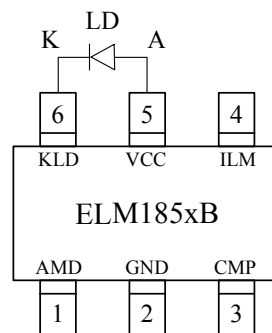 LD
K A
6 5 4
KLD VCC ILM
ELM185xB
AMD GND CMP
1 2 3